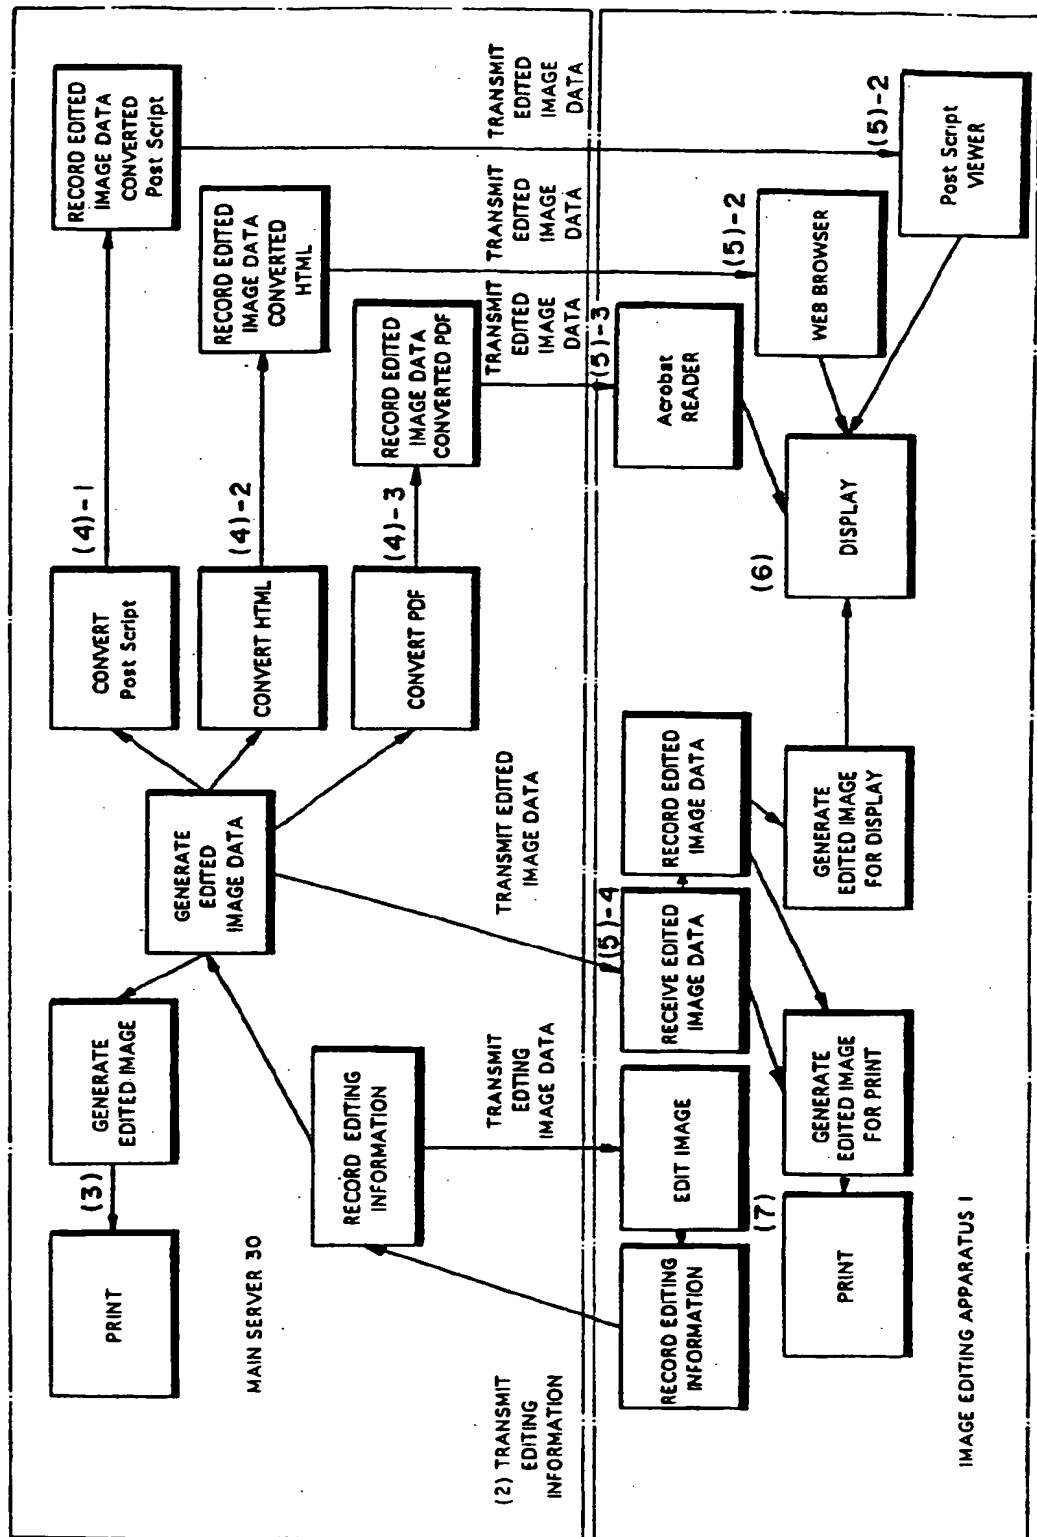 PRINT
(3)
GENERATE
EDITED IMAGE
GENERATE
EDITED
IMAGE DATA
CONVERT
Post Script
(4)-1
RECORD EDITED
IMAGE DATA
CONVERTED
Post Script
CONVERT HTML
(4)-2
RECORD EDITED
IMAGE DATA
CONVERTED
HTML
CONVERT PDF
(4)-3
RECORD EDITED
IMAGE DATA
CONVERTED PDF
MAIN SERVER 30
RECORD EDITING
INFORMATION
(2) TRANSMIT
EDITING
INFORMATION
TRANSMIT
EDTING
IMAGE DATA
TRANSMIT EDITED
IMAGE DATA
TRANSMIT
EDITED
IMAGE
DATA
TRANSMIT
EDITED
IMAGE
DATA
TRANSMIT
EDITED
IMAGE
DATA
RECORD EDITING
INFORMATION
EDIT IMAGE
(5)-4
RECEIVE EDITED
IMAGE DATA
RECORD EDITED
IMAGE DATA
(5)-3
Acrobat
READER
(5)-2
WEB BROWSER
(5)-2
Post Script
VIEWER
(7)
PRINT
GENERATE
EDITED IMAGE
FOR PRINT
GENERATE
EDITED IMAGE
FOR DISPLAY
(6)
DISPLAY
IMAGE EDITING APPARATUS 1